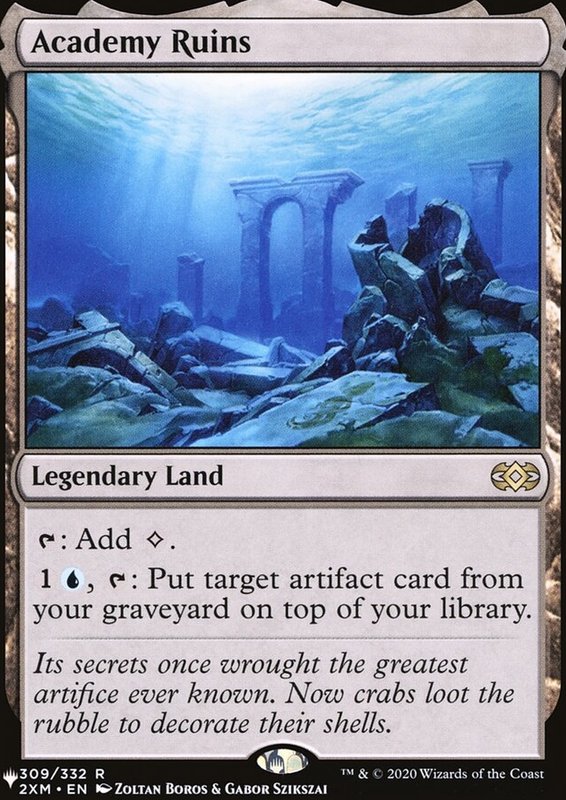 Academy Ruins
Legendary Land
: Add .
1 , : Put target artifact card from
your graveyard on top of your library.
Its secrets once wrought the greatest
artifice ever known. Now crabs loot the
rubble to decorate their shells.
309/332 R
2XM • EN Zoltan Boros & Gabor Szikszai
™ & © 2020 Wizards of the Coast